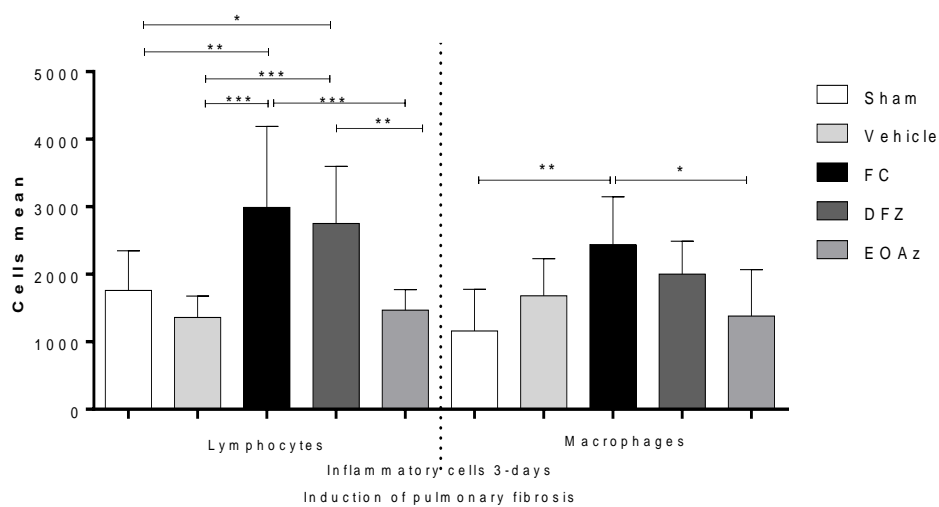 *
**
***
*** ***
**
** *
5000
4000
3000
2000
1000
0
Cells mean
Sham
Vehicle
FC
DFZ
EOAz
Lymphocytes Macrophages
Inflammatory cells 3-days
Induction of pulmonary fibrosis